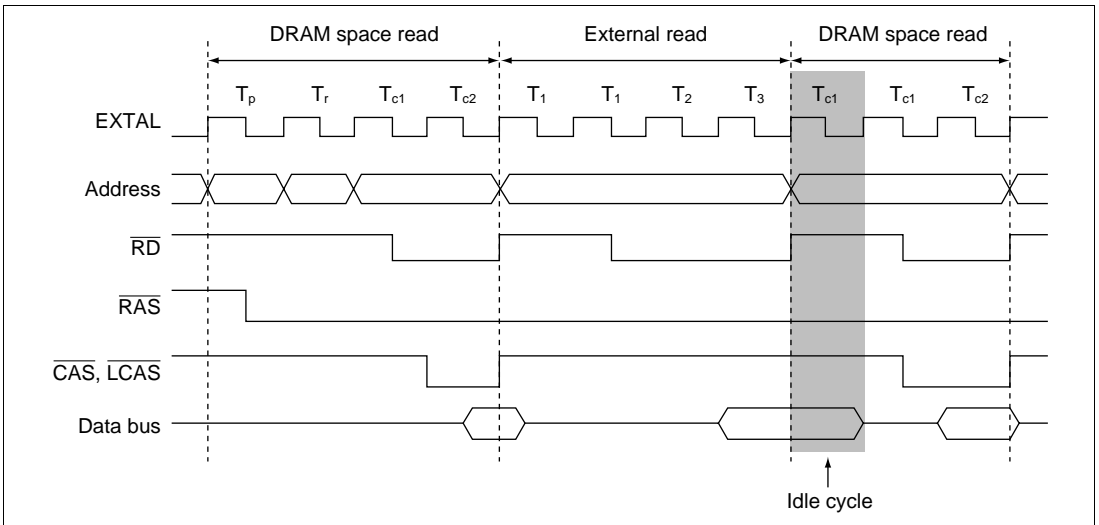 DRAM space read External read DRAM space read
Tp Tr Tc1 Tc2 T1 T1 T2 T3 Tc1 Tc1 Tc2
EXTAL
Address
RD
RAS
CAS, LCAS
Data bus
Idle cycle